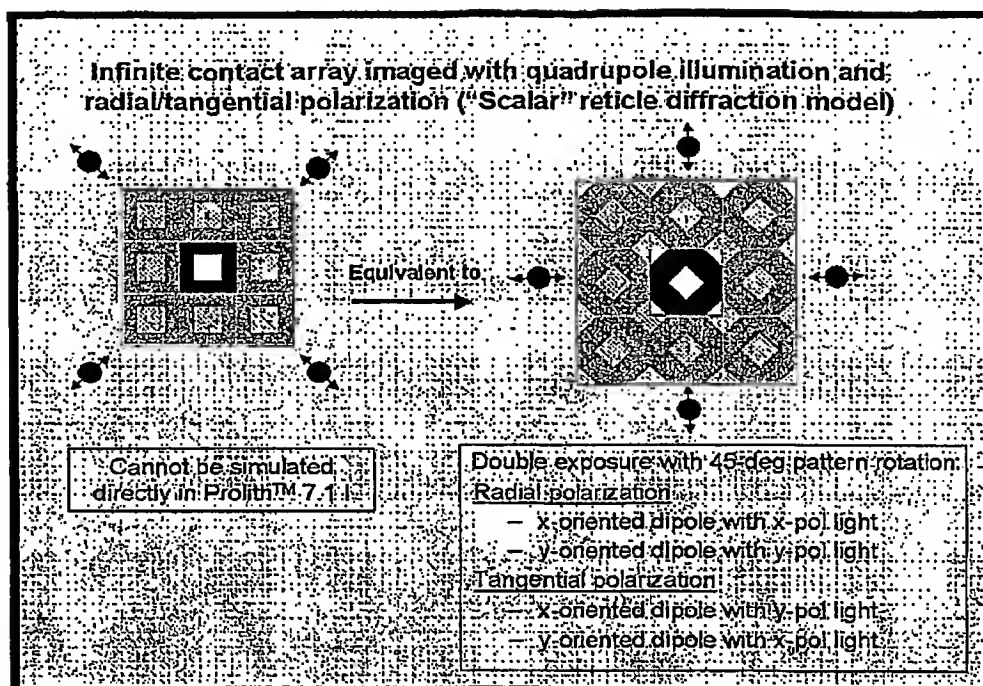 Infinite contact array imaged with quadrupole illumination and
radial/tangential polarization ("Scalar" reticle diffraction model)
Equivalent to
Cannot be simulated
directly in Prolith™ 7.1
Double exposure with 45-deg pattern rotation:
Radial polarization
– x-oriented dipole with x-pol light
– y-oriented dipole with y-pol light
Tangential polarization
– x-oriented dipole with y-pol light
– y-oriented dipole with x-pol light